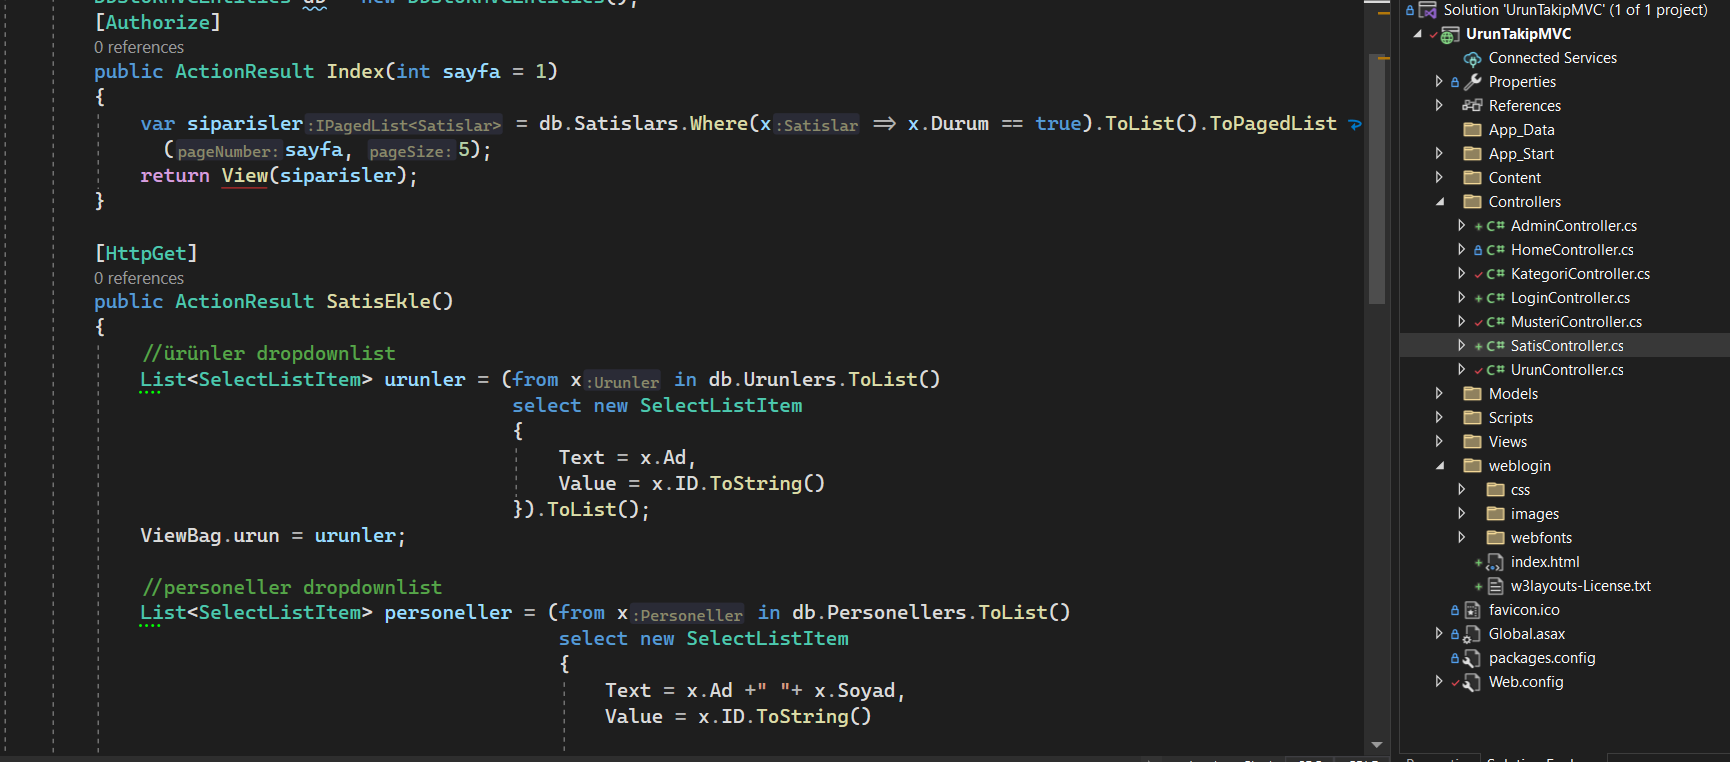 DbStokMVCEntities db = new DbStokMVCEntities();
[Authorize]
0 references
public ActionResult Index(int sayfa = 1)
{
var siparisler:IPagedList<Satislar> = db.Satislars.Where(x:Satislar => x.Durum == true).ToList().ToPagedList
(pageNumber:sayfa, pageSize:5);
return View(siparisler);
}
[HttpGet]
0 references
public ActionResult SatisEkle()
{
//ürünler dropdownlist
List<SelectListItem> urunler = (from x:Urunler in db.Urunlers.ToList()
select new SelectListItem
{
Text = x.Ad,
Value = x.ID.ToString()
}).ToList();
ViewBag.urun = urunler;
//personeller dropdownlist
List<SelectListItem> personeller = (from x:Personeller in db.Personellers.ToList()
select new SelectListItem
{
Text = x.Ad +" "+ x.Soyad,
Value = x.ID.ToString()
Solution 'UrunTakipMVC' (1 of 1 project)
UrunTakipMVC
Connected Services
Properties
References
App_Data
App_Start
Content
Controllers
C# AdminController.cs
C# HomeController.cs
C# KategoriController.cs
C# LoginController.cs
C# MusteriController.cs
C# SatisController.cs
C# UrunController.cs
Models
Scripts
Views
weblogin
css
images
webfonts
index.html
w3layouts-License.txt
favicon.ico
Global.asax
packages.config
Web.config